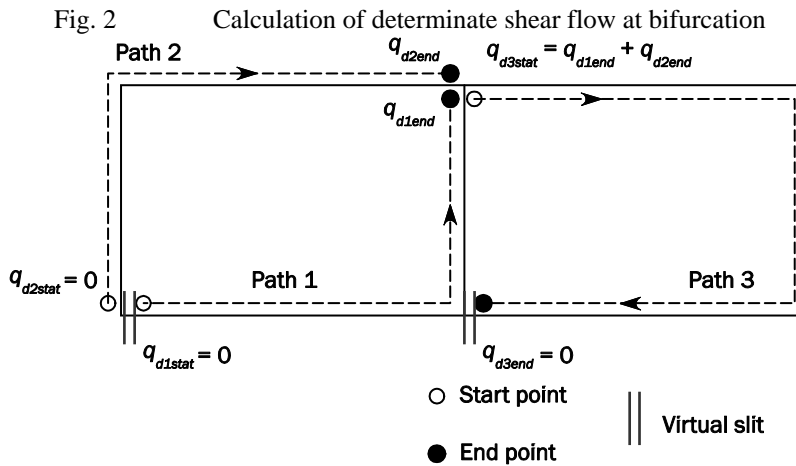 Fig. 2 Calculation of determinate shear flow at bifurcation
Path 2
q_d2end
q_d3stat = q_d1end + q_d2end
q_d1end
q_d2stat = 0
Path 1
Path 3
q_d1stat = 0
q_d3end = 0
Start point
Virtual slit
End point